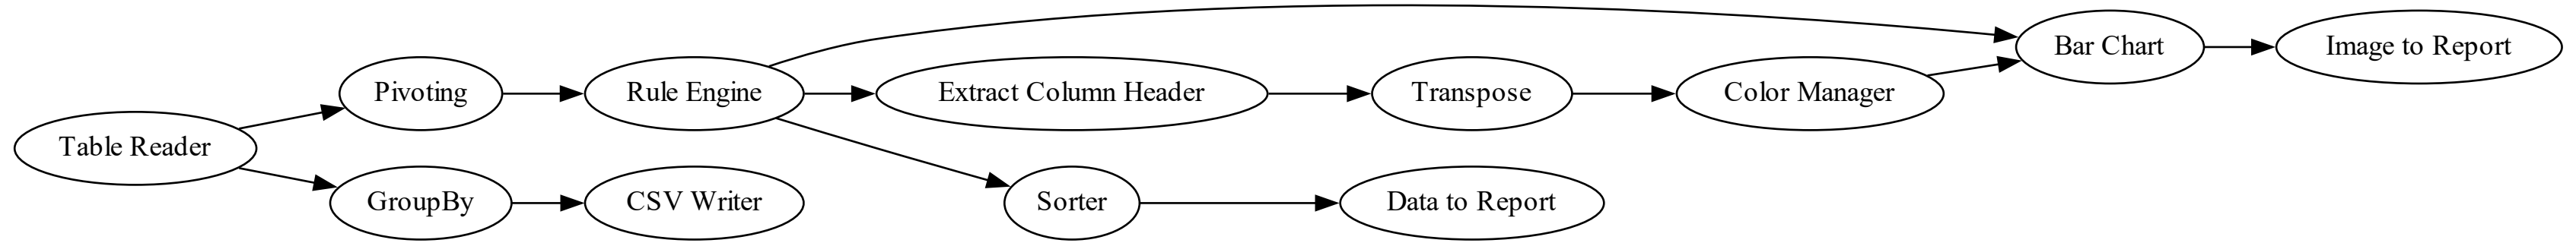 Table Reader
Pivoting
GroupBy
Rule Engine
CSV Writer
Extract Column Header
Sorter
Transpose
Data to Report
Color Manager
Bar Chart
Image to Report